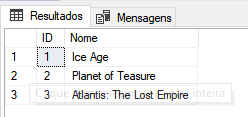 Resultados Mensagens
ID Nome
1 1 Ice Age
2 2 Planet of Teasure
3 3 Atlantis: The Lost Empire